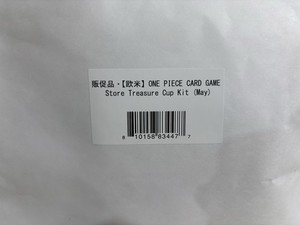 販促品・【欧米】ONE PIECE CARD GAME
Store Treasure Cup Kit (May)
8 10158 83447 7